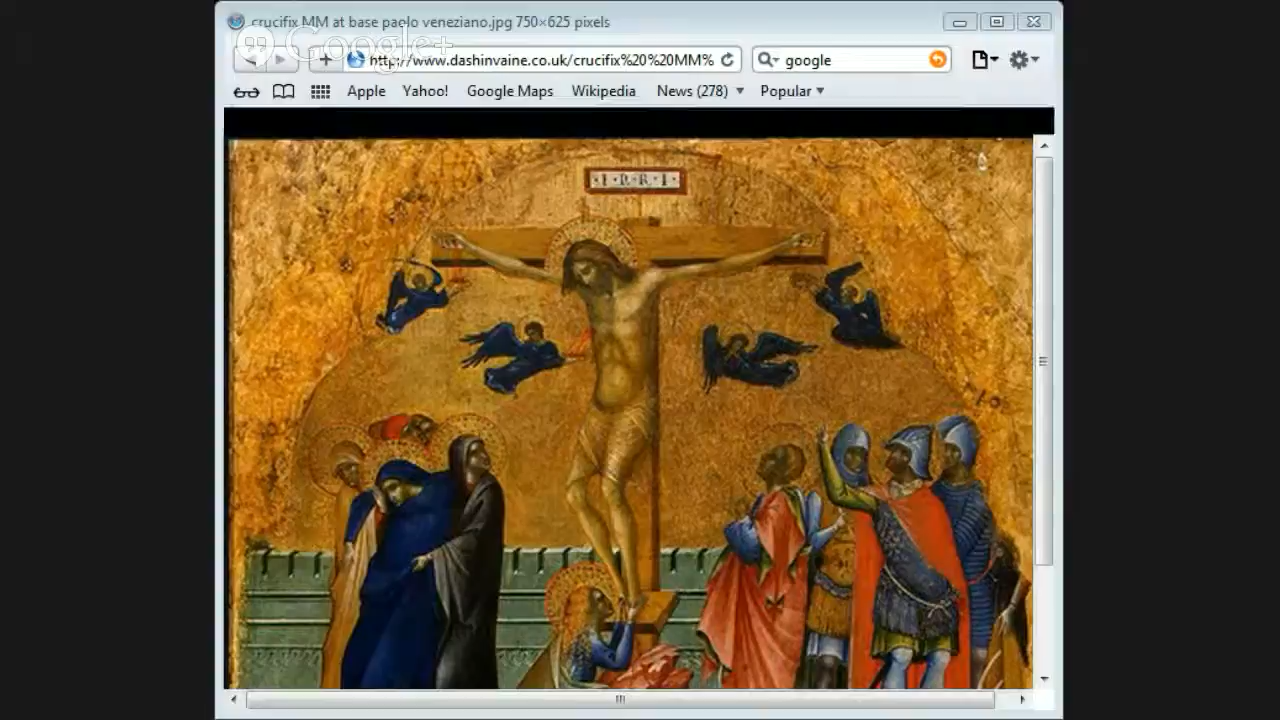 crucifix MM at base paolo veneziano.jpg 750×625 pixels
Google+
http://www.dashinvaine.co.uk/crucifix%20%20MM%
google
Apple
Yahoo!
Google Maps
Wikipedia
News (278)
Popular